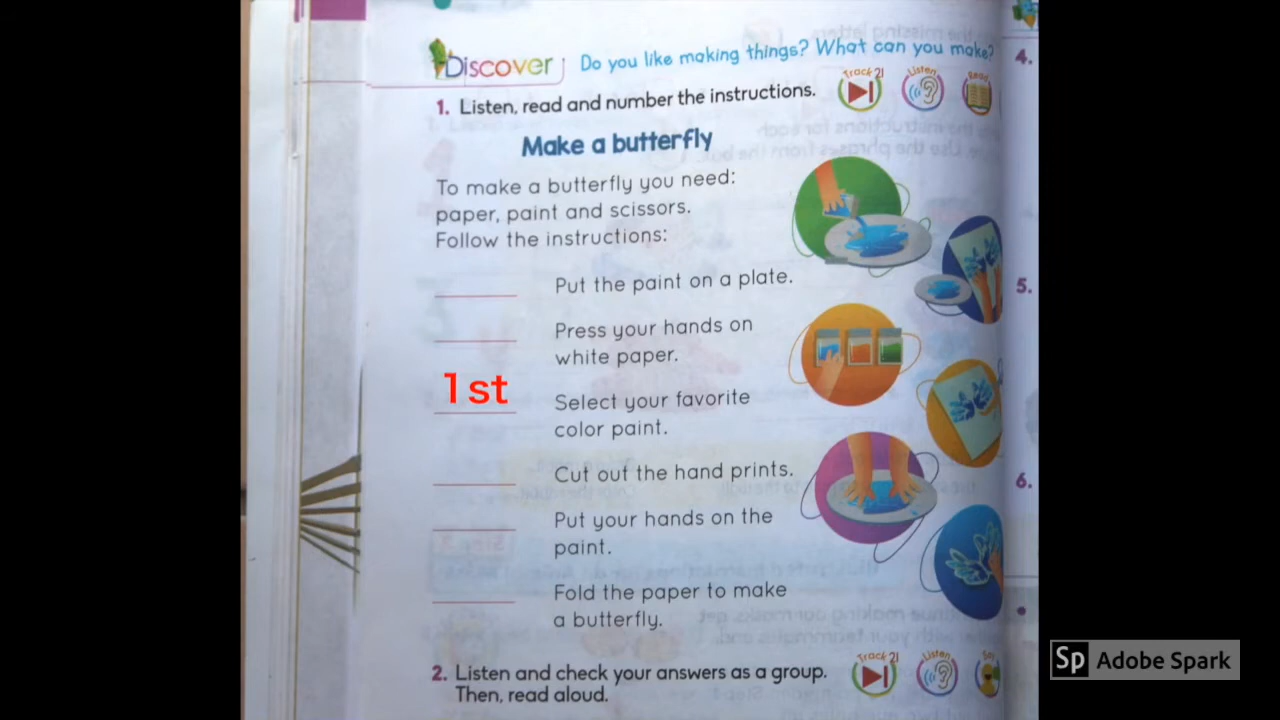 Discover Do you like making things? What can you make?
4.
1. Listen, read and number the instructions.
Track 21
Listen
Read
Make a butterfly
To make a butterfly you need:
paper, paint and scissors.
Follow the instructions:
Put the paint on a plate.
5.
Press your hands on
white paper.
1st
Select your favorite
color paint.
Cut out the hand prints.
6.
Put your hands on the
paint.
Fold the paper to make
a butterfly.
2. Listen and check your answers as a group.
Then, read aloud.
Track 21
Listen
Say
Sp Adobe Spark